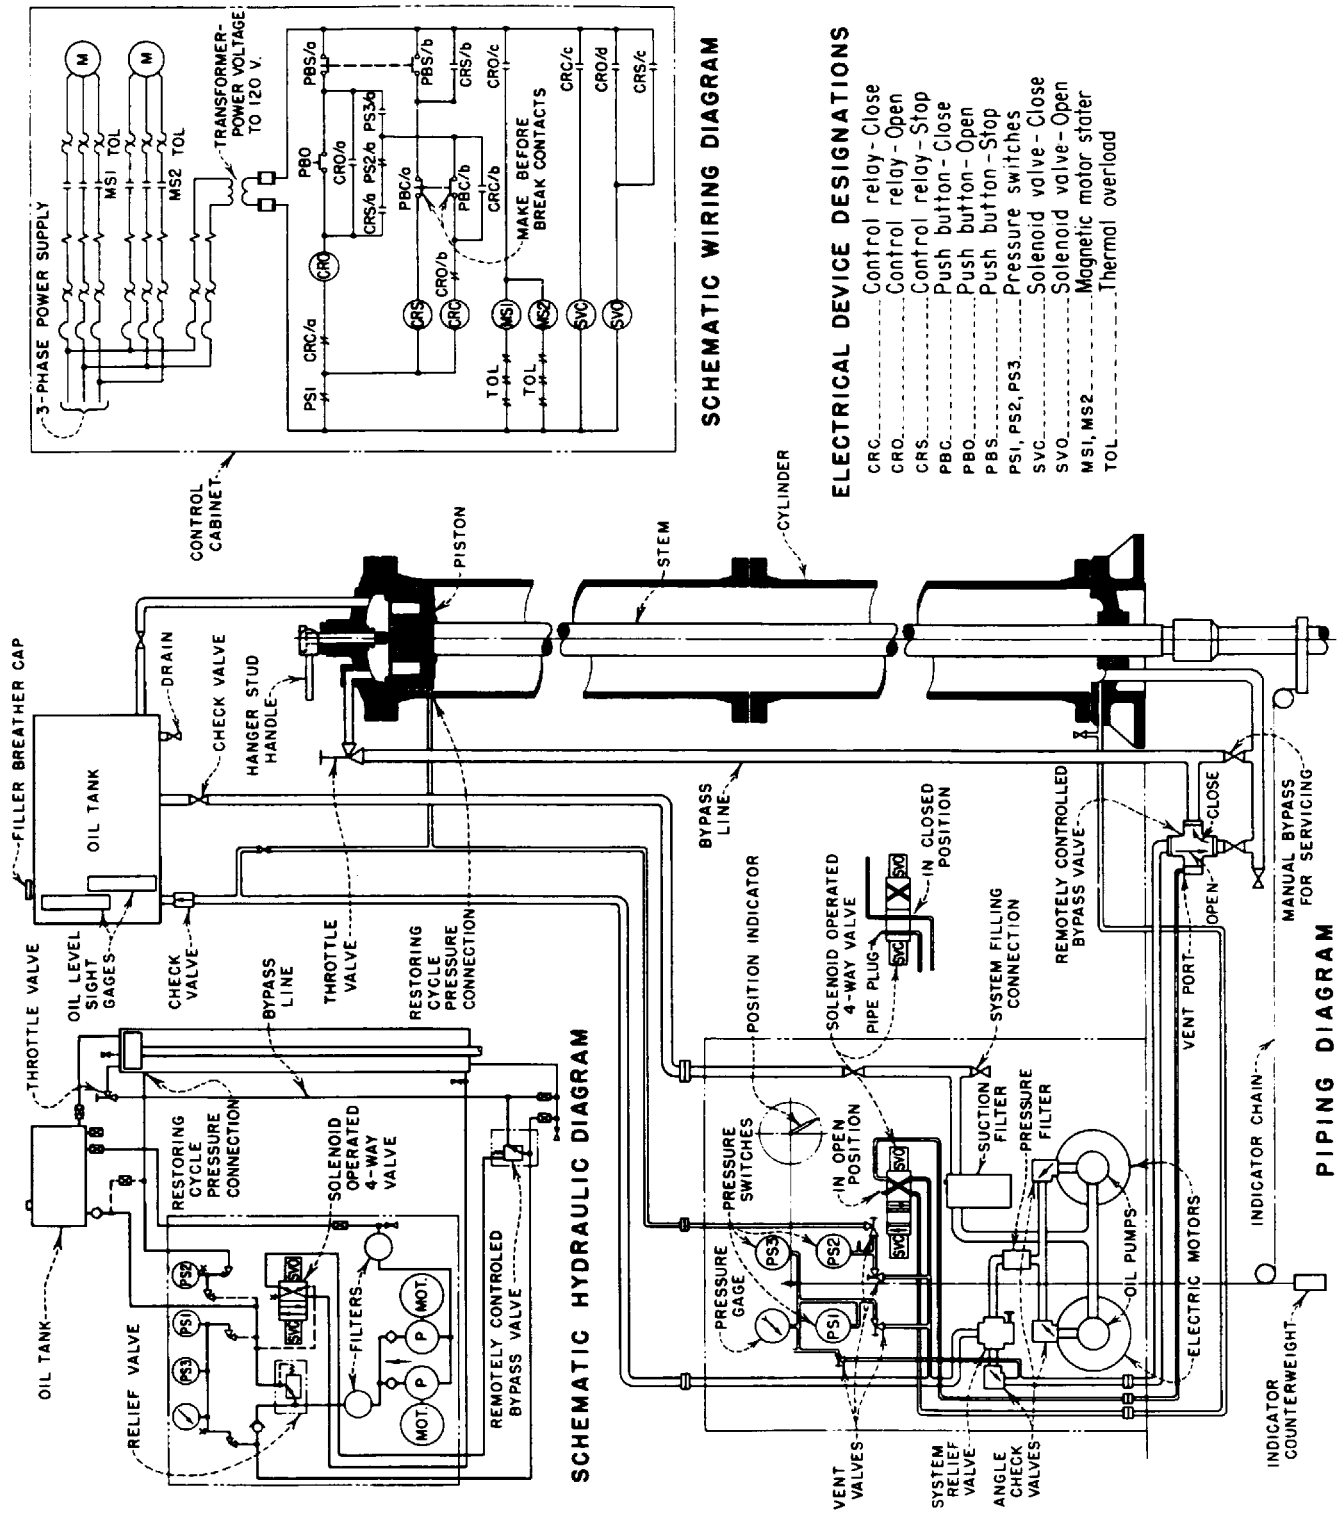 3-PHASE POWER SUPPLY
M
M
MS1
TOL
MS2
TOL
TRANSFORMER-
POWER VOLTAGE
TO 120 V.
CONTROL
CABINET
PBO
PBS/a
CRO/a
CRS/a
PS2/b
PS3/b
CRO
CRC/a
PS1
PBC/a
PBS/b
CRS/b
CRS
PBC/b
CRC/b
CRO/b
CRC
MAKE BEFORE
BREAK CONTACTS
CRO/c
MS1
TOL
MS2
TOL
CRC/c
SVC
CRO/d
SVO
CRS/c
SCHEMATIC WIRING DIAGRAM
ELECTRICAL DEVICE DESIGNATIONS
CRC Control relay-Close
CRO Control relay-Open
CRS Control relay-Stop
PBC Push button-Close
PBO Push button-Open
PBS Push button-Stop
PS1, PS2, PS3 Pressure switches
SVC Solenoid valve-Close
SVO Solenoid valve-Open
MS1, MS2 Magnetic motor stater
TOL Thermal overload
FILLER BREATHER CAP
OIL TANK
DRAIN
CHECK VALVE
HANGER STUD
HANDLE
PISTON
STEM
CYLINDER
OIL LEVEL
SIGHT
GAGES
CHECK
VALVE
THROTTLE
VALVE
RESTORING
CYCLE
PRESSURE
CONNECTION
BYPASS
LINE
POSITION INDICATOR
SOLENOID OPERATED
4-WAY VALVE
PIPE PLUG
SVC
SVO
IN CLOSED
POSITION
SYSTEM FILLING
CONNECTION
REMOTELY CONTROLLED
BYPASS VALVE
VENT PORT
OPEN
CLOSE
MANUAL BYPASS
FOR SERVICING
PRESSURE
SWITCHES
PRESSURE
GAGE
PS3
PS2
PS1
IN OPEN
POSITION
SVC
SVO
SUCTION
FILTER
PRESSURE
FILTER
OIL PUMPS
ELECTRIC MOTORS
VENT
VALVES
SYSTEM
RELIEF
VALVE
ANGLE
CHECK
VALVES
INDICATOR CHAIN
INDICATOR
COUNTERWEIGHT
PIPING DIAGRAM
THROTTLE VALVE
OIL TANK
BYPASS
LINE
RESTORING
CYCLE
PRESSURE
CONNECTION
SOLENOID
OPERATED
4-WAY
VALVE
RELIEF VALVE
PS2
PS1
PS3
SVC
SVO
FILTERS
MOT.
P
P
MOT.
REMOTELY CONTROLED
BYPASS VALVE
SCHEMATIC HYDRAULIC DIAGRAM